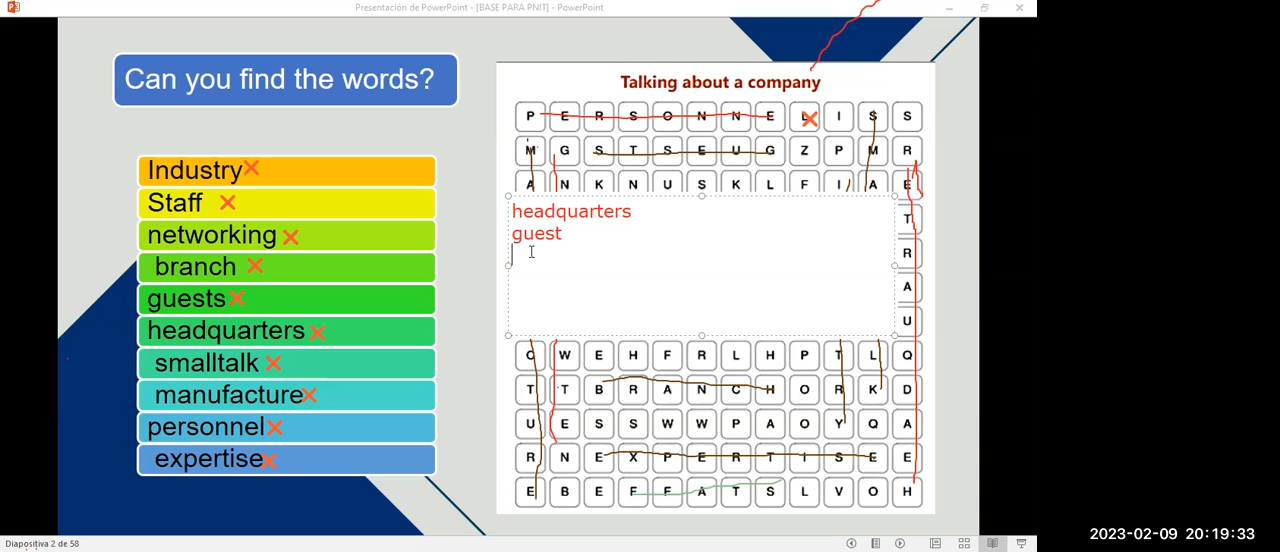 Presentación de PowerPoint - [BASE PARA PNIT] - PowerPoint
Can you find the words?
Industry
Staff
networking
branch
guests
headquarters
smalltalk
manufacture
personnel
expertise
Talking about a company
P E R S O N N E L I S S
M G S T S E U G Z P M R
A N K N U S K L F I A E
headquarters
guest
T
R
A
U
C W E H F R L H P T L Q
T T B R A N C H O R K D
U E S S W W P A O Y Q A
R N E X P E R T I S E E
E B E F F A T S L V O H
2023-02-09 20:19:33
Diapositiva 2 de 58